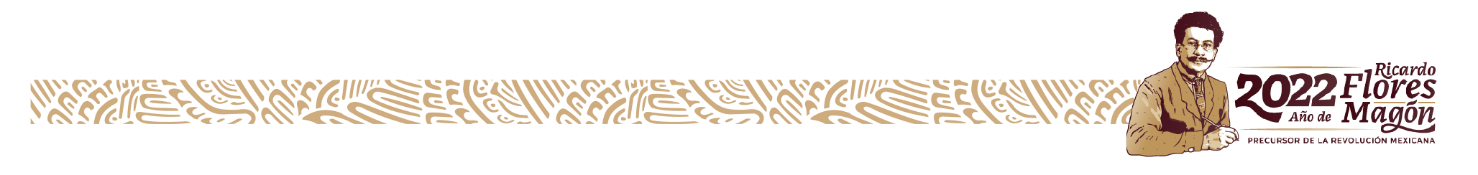 2022 Ricardo
Año de Flores
Magón
PRECURSOR DE LA REVOLUCIÓN MEXICANA